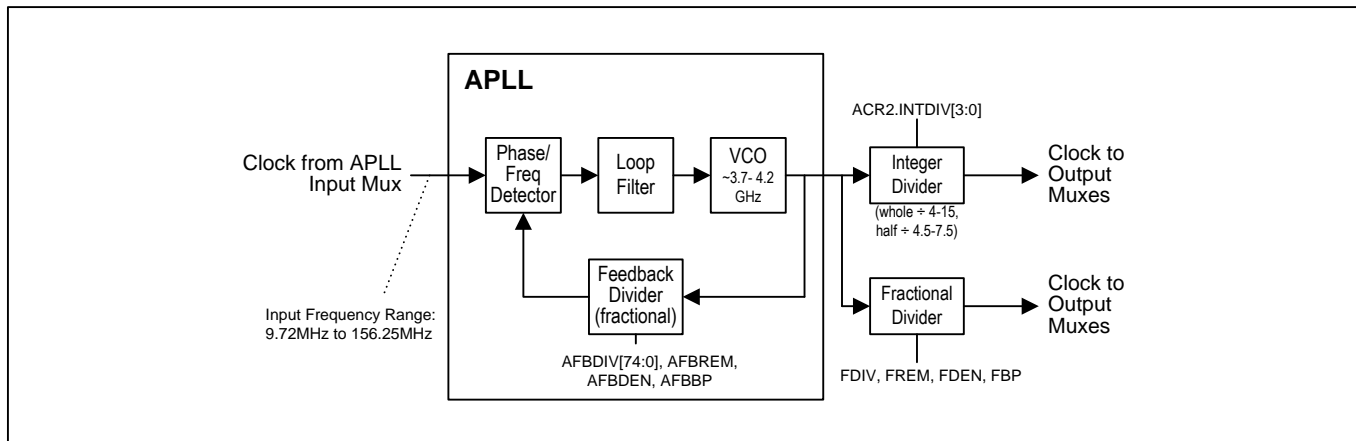 APLL
ACR2.INTDIV[3:0]
Clock from APLL
Input Mux
Phase/
Freq
Detector
Loop
Filter
VCO
~3.7- 4.2
GHz
Integer
Divider
(whole ÷ 4-15,
half ÷ 4.5-7.5)
Clock to
Output
Muxes
Feedback
Divider
(fractional)
Fractional
Divider
Clock to
Output
Muxes
Input Frequency Range:
9.72MHz to 156.25MHz
AFBDIV[74:0], AFBREM,
AFBDEN, AFBBP
FDIV, FREM, FDEN, FBP